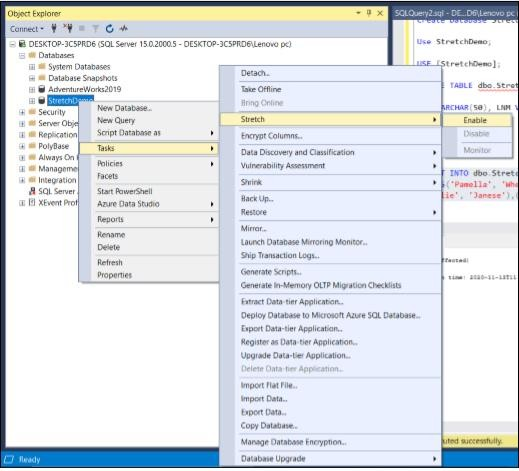 Object Explorer
Connect
DESKTOP-3C5PRD6 (SQL Server 15.0.2000.5 - DESKTOP-3C5PRD6\Lenovo pc)
Databases
System Databases
Database Snapshots
AdventureWorks2019
StretchDemo
Security
Server Obje
Replication
PolyBase
Always On H
Managemen
Integration
SQL Server
XEvent Prof
New Database...
New Query
Script Database as
Tasks
Policies
Facets
Start PowerShell
Azure Data Studio
Reports
Rename
Delete
Refresh
Properties
Detach...
Take Offline
Bring Online
Stretch
Encrypt Columns...
Data Discovery and Classification
Vulnerability Assessment
Shrink
Back Up...
Restore
Mirror...
Launch Database Mirroring Monitor...
Ship Transaction Logs...
Generate Scripts...
Generate In-Memory OLTP Migration Checklists
Extract Data-tier Application...
Deploy Database to Microsoft Azure SQL Database...
Export Data-tier Application...
Register as Data-tier Application...
Upgrade Data-tier Application...
Delete Data-tier Application...
Import Flat File...
Import Data...
Export Data...
Copy Database...
Manage Database Encryption...
Database Upgrade
Enable
Disable
Monitor
SQLQuery2.sql - DE...D6\Lenovo pc
Create Database Stretch
Use StretchDemo;
USE [StretchDemo];
E TABLE dbo.Stret
ARCHAR(50), LNM V
T INTO dbo.Stretc
('Pamella', 'Whe
lie', 'Janese'),(
ffected)
n time: 2020-11-13T11
uted successfully.
Ready